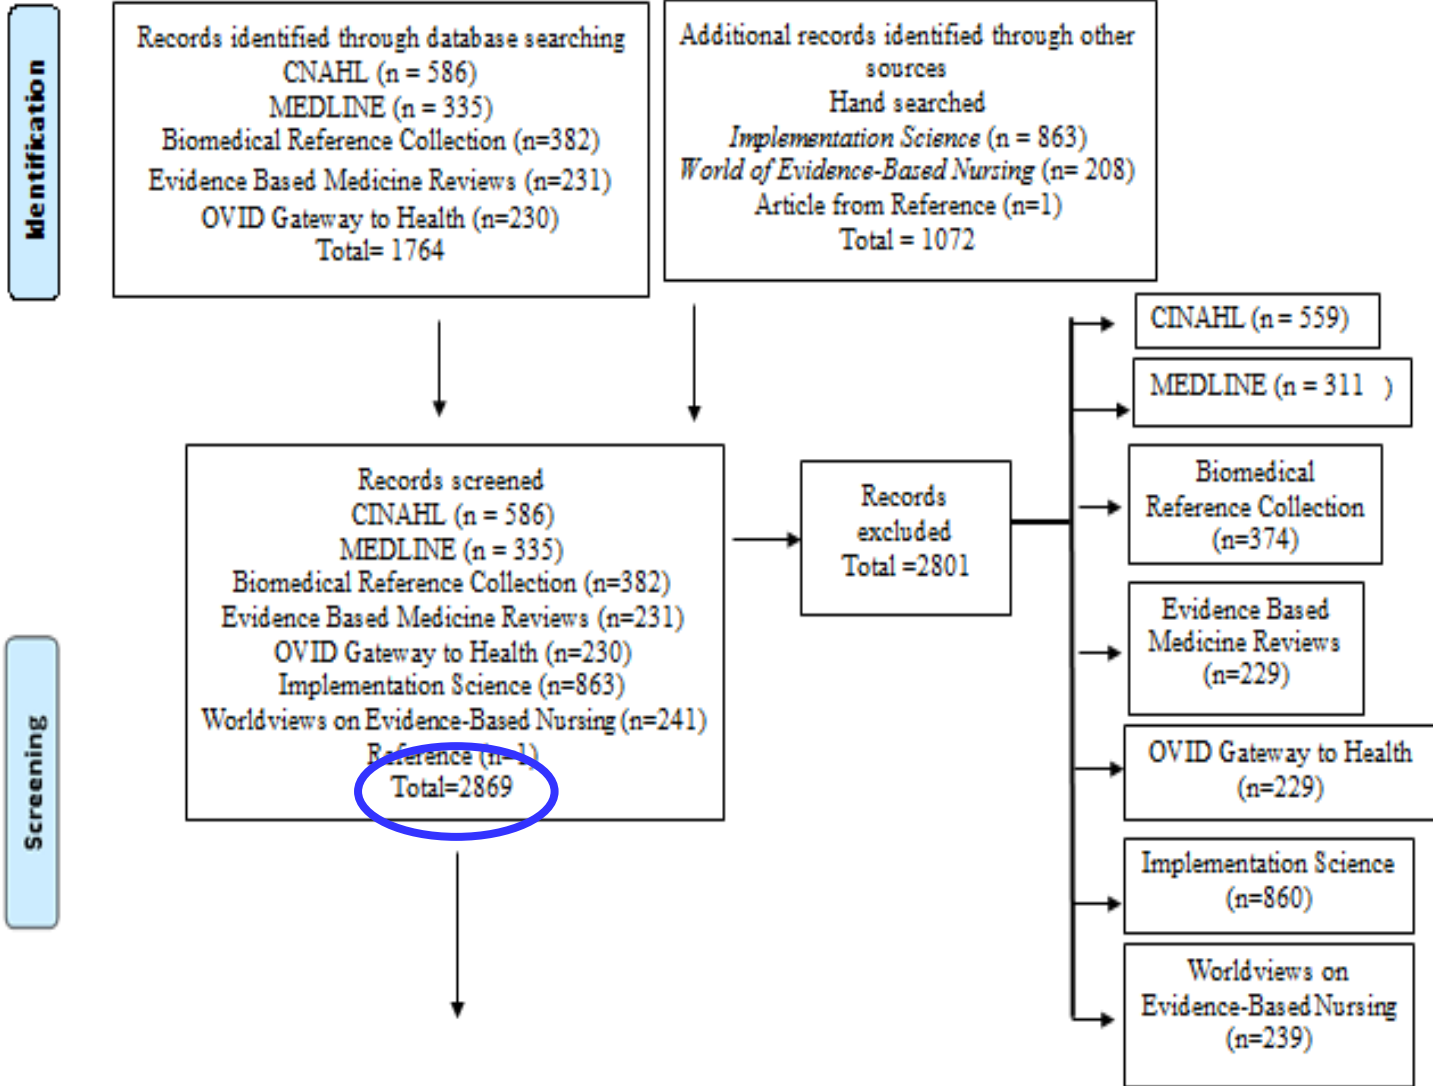 Identification
Records identified through database searching
CNAHL (n = 586)
MEDLINE (n = 335)
Biomedical Reference Collection (n=382)
Evidence Based Medicine Reviews (n=231)
OVID Gateway to Health (n=230)
Total= 1764
Additional records identified through other
sources
Hand searched
Implementation Science (n = 863)
World of Evidence-Based Nursing (n= 208)
Article from Reference (n=1)
Total = 1072
Screening
Records screened
CINAHL (n = 586)
MEDLINE (n = 335)
Biomedical Reference Collection (n=382)
Evidence Based Medicine Reviews (n=231)
OVID Gateway to Health (n=230)
Implementation Science (n=863)
Worldviews on Evidence-Based Nursing (n=241)
Reference (n=1)
Total=2869
Records
excluded
Total =2801
CINAHL (n = 559)
MEDLINE (n = 311 )
Biomedical
Reference Collection
(n=374)
Evidence Based
Medicine Reviews
(n=229)
OVID Gateway to Health
(n=229)
Implementation Science
(n=860)
Worldviews on
Evidence-Based Nursing
(n=239)